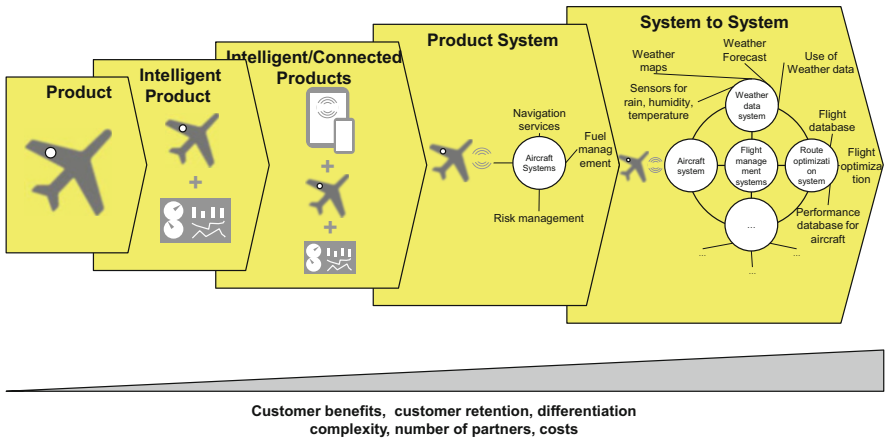 Product
Intelligent
Product
Intelligent/Connected
Products
+
+
+
Product System
Navigation
services
Aircraft
Systems
Fuel
manag
ement
Risk management
System to System
Weather
maps
Weather
Forecast
Use of
Weather data
Sensors for
rain, humidity,
temperature
Weather
data
system
Flight
database
Aircraft
system
Flight
manage
ment
systems
Route
optimizati
on
system
Flight
optimiza
tion
Performance
database for
aircraft
...
...
...
...
Customer benefits, customer retention, differentiation
complexity, number of partners, costs